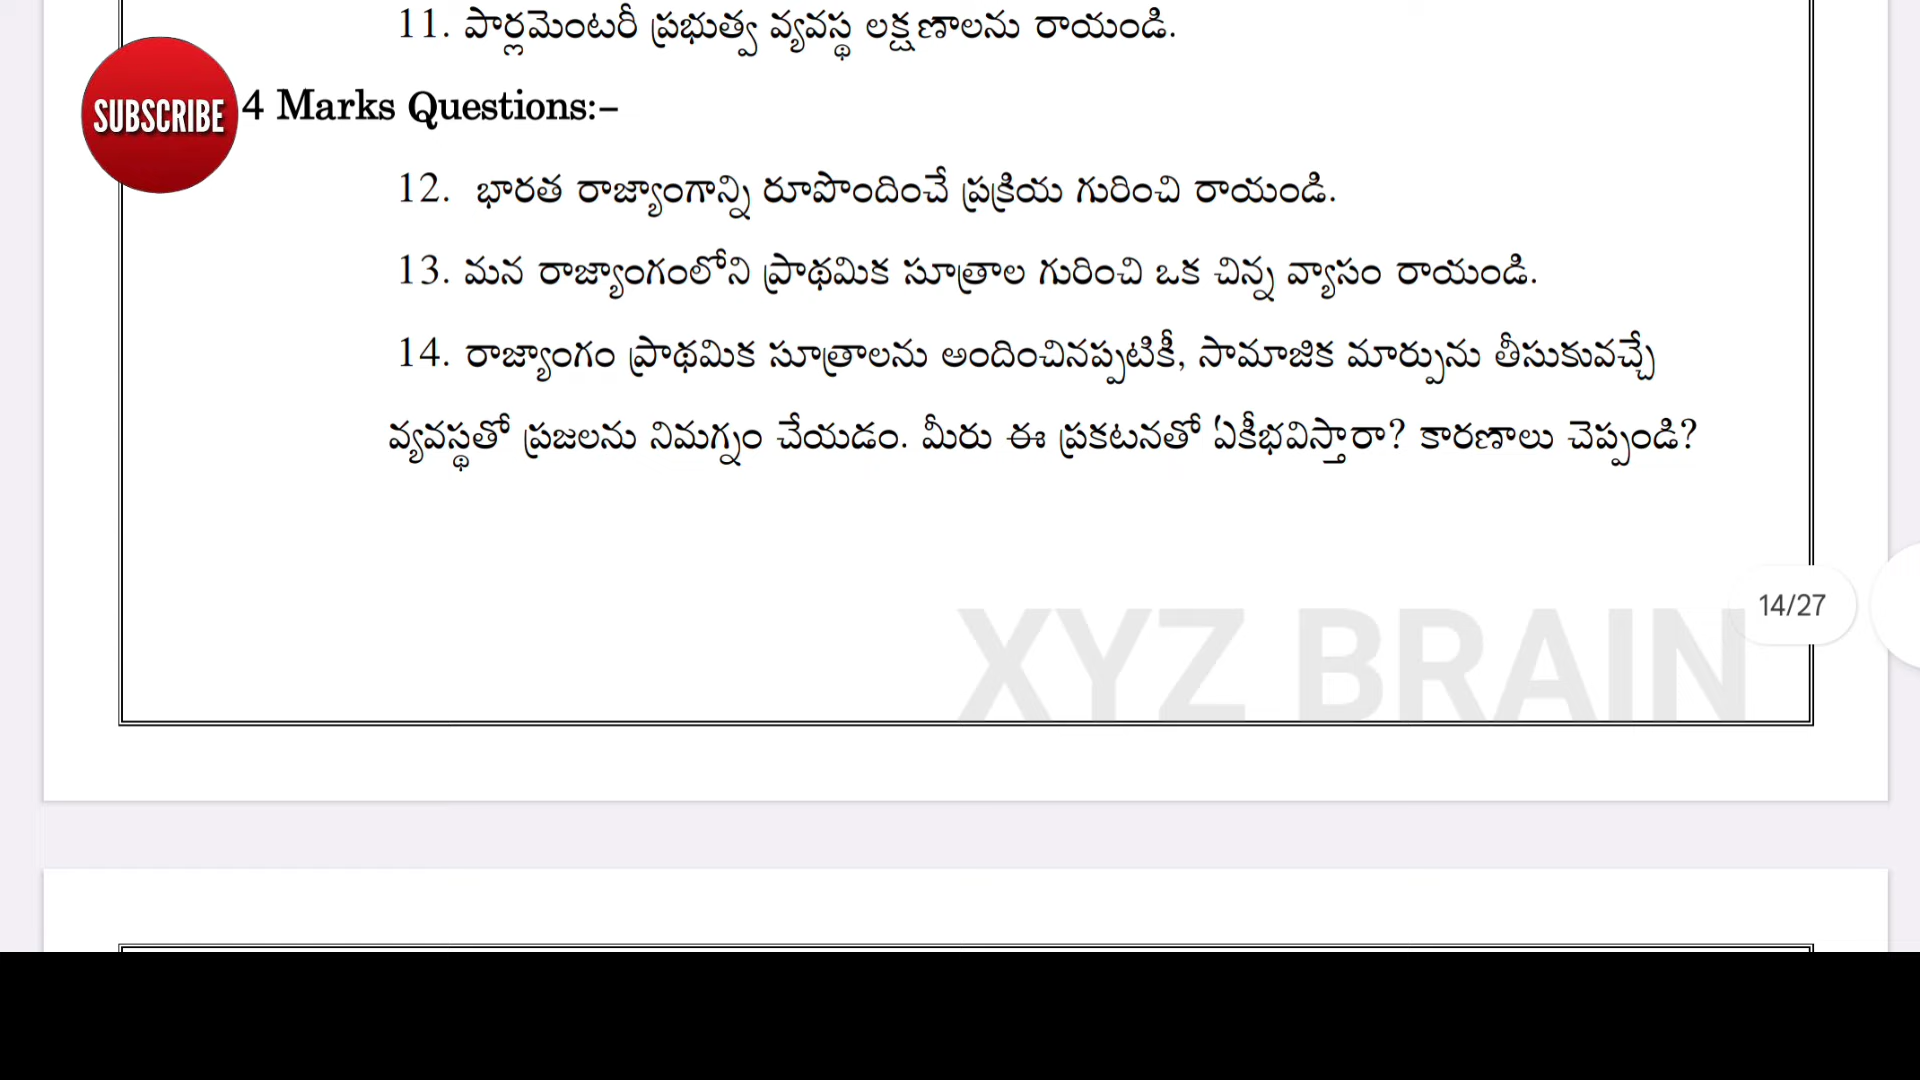 11. పార్లమెంటరీ ప్రభుత్వ వ్యవస్థ లక్షణాలను రాయండి.
SUBSCRIBE
4 Marks Questions:–
12. భారత రాజ్యాంగాన్ని రూపొందించే ప్రక్రియ గురించి రాయండి.
13. మన రాజ్యాంగంలోని ప్రాథమిక సూత్రాల గురించి ఒక చిన్న వ్యాసం రాయండి.
14. రాజ్యాంగం ప్రాథమిక సూత్రాలను అందించినప్పటికీ, సామాజిక మార్పును తీసుకువచ్చే
వ్యవస్థతో ప్రజలను నిమగ్నం చేయడం. మీరు ఈ ప్రకటనతో ఏకీభవిస్తారా? కారణాలు చెప్పండి?
14/27
XYZ BRAIN